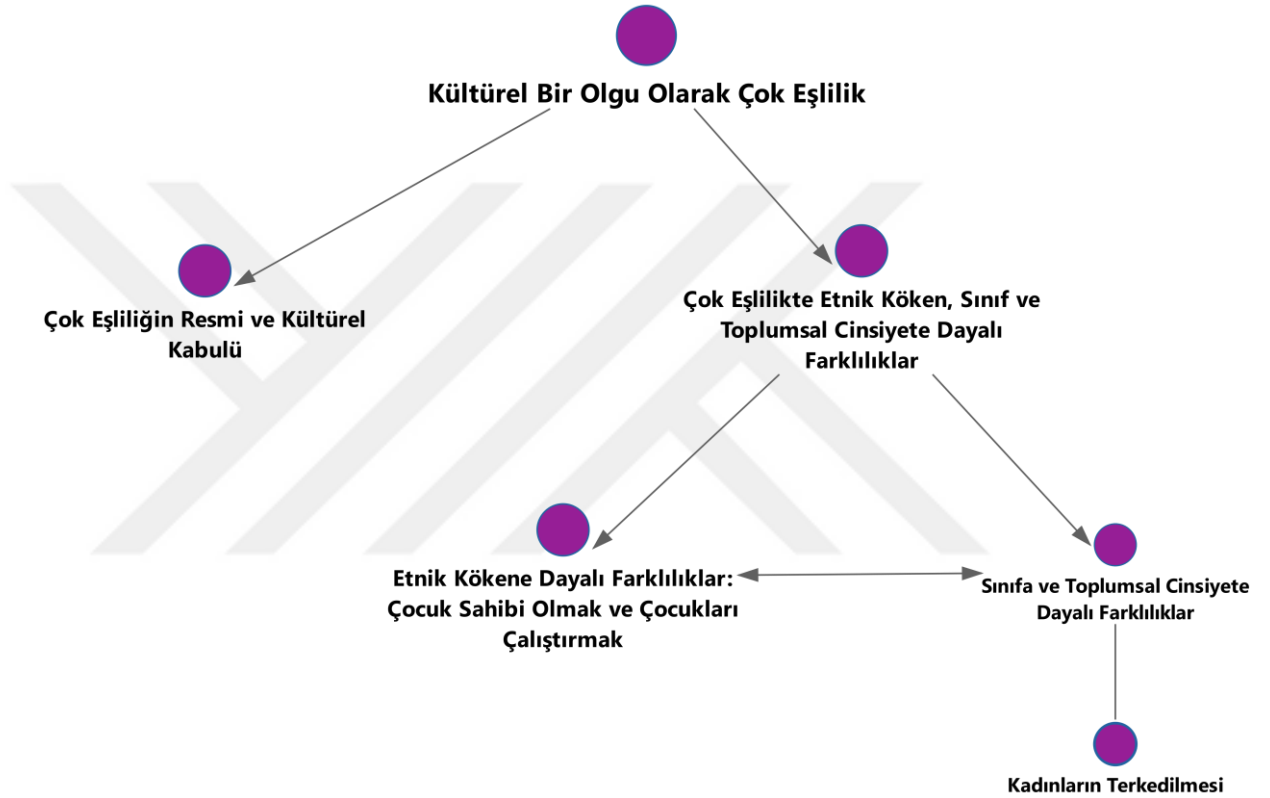 Kültürel Bir Olgu Olarak Çok Eşlilik
Çok Eşliliğin Resmi ve Kültürel
Kabulü
Çok Eşlilikte Etnik Köken, Sınıf ve
Toplumsal Cinsiyete Dayalı
Farklılıklar
Etnik Kökene Dayalı Farklılıklar:
Çocuk Sahibi Olmak ve Çocukları
Çalıştırmak
Sınıfa ve Toplumsal Cinsiyete
Dayalı Farklılıklar
Kadınların Terkedilmesi